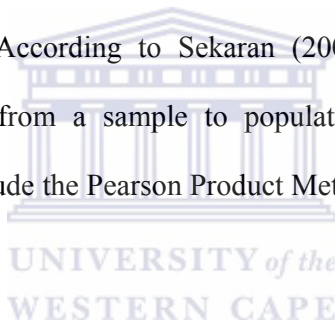 According to Sekaran (200
from a sample to populat
ude the Pearson Product Met
UNIVERSITY of the
WESTERN CAPE